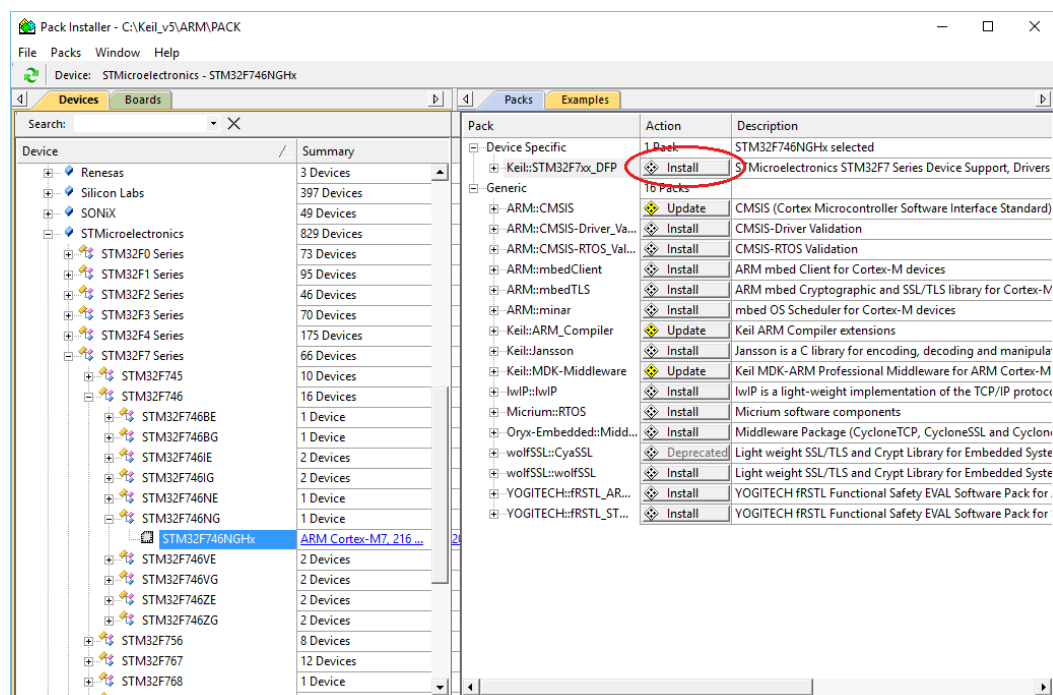 Pack Installer - C:\Keil_v5\ARM\PACK
File Packs Window Help
Device: STMicroelectronics - STM32F746NGHx
Devices Boards
Search:
Device Summary
Renesas 3 Devices
Silicon Labs 397 Devices
SONiX 49 Devices
STMicroelectronics 829 Devices
STM32F0 Series 73 Devices
STM32F1 Series 95 Devices
STM32F2 Series 46 Devices
STM32F3 Series 70 Devices
STM32F4 Series 175 Devices
STM32F7 Series 66 Devices
STM32F745 10 Devices
STM32F746 16 Devices
STM32F746BE 1 Device
STM32F746BG 1 Device
STM32F746IE 2 Devices
STM32F746IG 2 Devices
STM32F746NE 1 Device
STM32F746NG 1 Device
STM32F746NGHx ARM Cortex-M7, 216 ...
STM32F746VE 2 Devices
STM32F746VG 2 Devices
STM32F746ZE 2 Devices
STM32F746ZG 2 Devices
STM32F756 8 Devices
STM32F767 12 Devices
STM32F768 1 Device
Packs Examples
Pack Action Description
Device Specific 1 Pack STM32F746NGHx selected
Keil::STM32F7xx_DFP Install STMicroelectronics STM32F7 Series Device Support, Drivers
Generic 16 Packs
ARM::CMSIS Update CMSIS (Cortex Microcontroller Software Interface Standard)
ARM::CMSIS-Driver_Va... Install CMSIS-Driver Validation
ARM::CMSIS-RTOS_Val... Install CMSIS-RTOS Validation
ARM::mbedClient Install ARM mbed Client for Cortex-M devices
ARM::mbedTLS Install ARM mbed Cryptographic and SSL/TLS library for Cortex-M
ARM::minar Install mbed OS Scheduler for Cortex-M devices
Keil::ARM_Compiler Update Keil ARM Compiler extensions
Keil::Jansson Install Jansson is a C library for encoding, decoding and manipulat
Keil::MDK-Middleware Update Keil MDK-ARM Professional Middleware for ARM Cortex-M
lwIP::lwIP Install lwIP is a light-weight implementation of the TCP/IP protoco
Micrium::RTOS Install Micrium software components
Oryx-Embedded::Midd... Install Middleware Package (CycloneTCP, CycloneSSL and Cyclone
wolfSSL::CyaSSL Deprecated Light weight SSL/TLS and Crypt Library for Embedded Syste
wolfSSL::wolfSSL Install Light weight SSL/TLS and Crypt Library for Embedded Syste
YOGITECH::fRSTL_AR... Install YOGITECH fRSTL Functional Safety EVAL Software Pack for
YOGITECH::fRSTL_ST... Install YOGITECH fRSTL Functional Safety EVAL Software Pack for